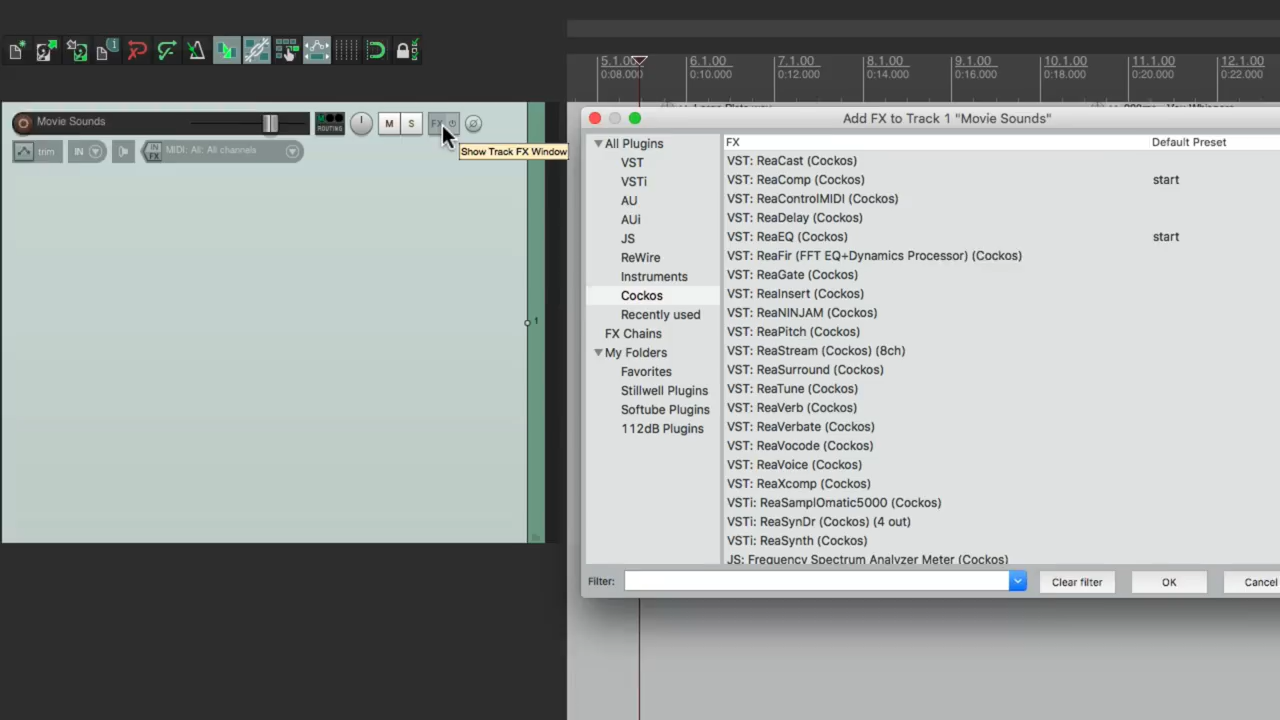 5.1.00
0:08.000
6.1.00
0:10.000
7.1.00
0:12.000
8.1.00
0:14.000
9.1.00
0:16.000
10.1.00
0:18.000
11.1.00
0:20.000
12.1.00
0:22.000
Movie Sounds
ROUTING
M
S
FX
trim
IN
IN FX
MIDI: All: All channels
Show Track FX Window
1
Add FX to Track 1 "Movie Sounds"
All Plugins
VST
VSTi
AU
AUi
JS
ReWire
Instruments
Cockos
Recently used
FX Chains
My Folders
Favorites
Stillwell Plugins
Softube Plugins
112dB Plugins
FX Default Preset
VST: ReaCast (Cockos)
VST: ReaComp (Cockos) start
VST: ReaControlMIDI (Cockos)
VST: ReaDelay (Cockos)
VST: ReaEQ (Cockos) start
VST: ReaFir (FFT EQ+Dynamics Processor) (Cockos)
VST: ReaGate (Cockos)
VST: ReaInsert (Cockos)
VST: ReaNINJAM (Cockos)
VST: ReaPitch (Cockos)
VST: ReaStream (Cockos) (8ch)
VST: ReaSurround (Cockos)
VST: ReaTune (Cockos)
VST: ReaVerb (Cockos)
VST: ReaVerbate (Cockos)
VST: ReaVocode (Cockos)
VST: ReaVoice (Cockos)
VST: ReaXcomp (Cockos)
VSTi: ReaSamplOmatic5000 (Cockos)
VSTi: ReaSynDr (Cockos) (4 out)
VSTi: ReaSynth (Cockos)
JS: Frequency Spectrum Analyzer Meter (Cockos)
Filter:
Clear filter
OK
Cancel